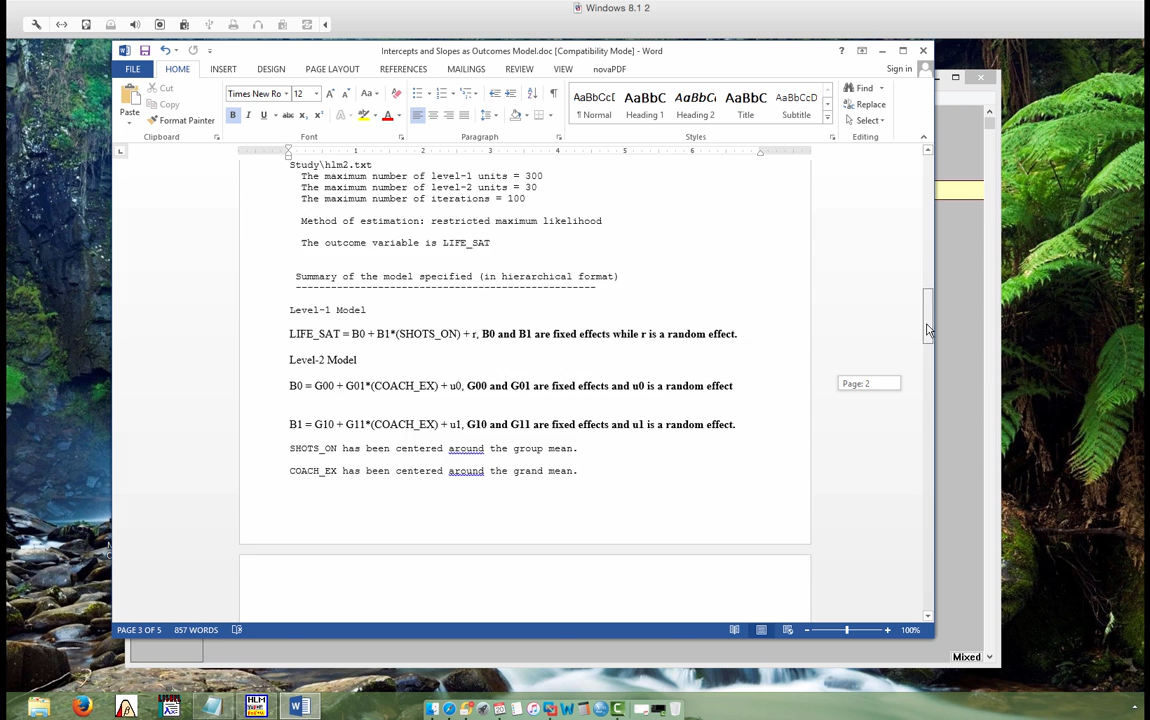 Windows 8.1 2
Intercepts and Slopes as Outcomes Model.doc [Compatibility Mode] - Word
FILE HOME INSERT DESIGN PAGE LAYOUT REFERENCES MAILINGS REVIEW VIEW novaPDF Sign in
Paste
Cut
Copy
Format Painter
Clipboard
Times New Ro 12
Font
Paragraph
AaBbCcI AaBbC AaBbCc AaBbC AaBbCcD
¶ Normal Heading 1 Heading 2 Title Subtitle
Styles
Find
Replace
Select
Editing
1 2 3 4 5 6
Study\hlm2.txt
The maximum number of level-1 units = 300
The maximum number of level-2 units = 30
The maximum number of iterations = 100
Method of estimation: restricted maximum likelihood
The outcome variable is LIFE_SAT
Summary of the model specified (in hierarchical format)
---------------------------------------------------
Level-1 Model
LIFE_SAT = B0 + B1*(SHOTS_ON) + r, B0 and B1 are fixed effects while r is a random effect.
Level-2 Model
B0 = G00 + G01*(COACH_EX) + u0, G00 and G01 are fixed effects and u0 is a random effect
Page: 2
B1 = G10 + G11*(COACH_EX) + u1, G10 and G11 are fixed effects and u1 is a random effect.
SHOTS_ON has been centered around the group mean.
COACH_EX has been centered around the grand mean.
PAGE 3 OF 5 857 WORDS 100%
Mixed